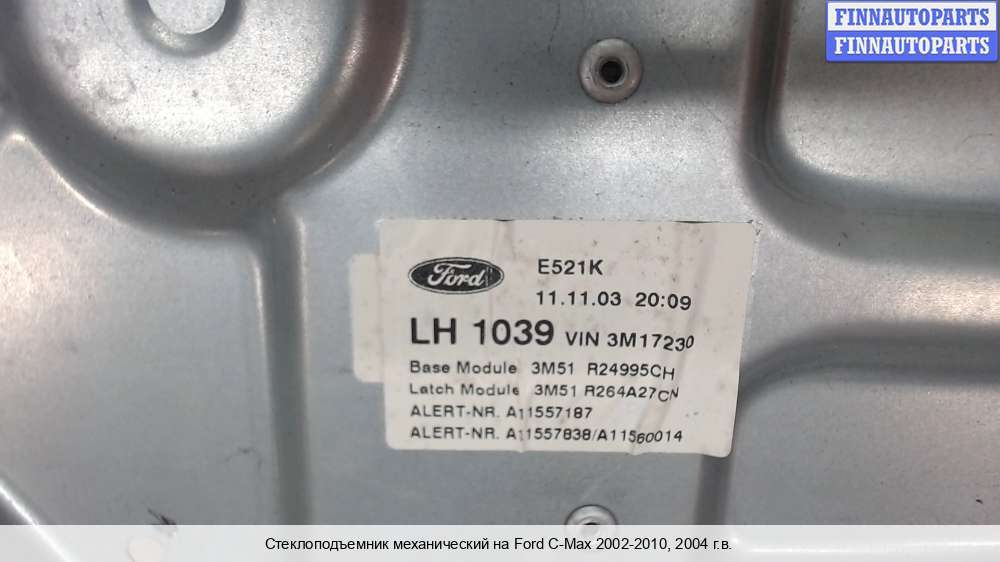 FINNAUTOPARTS
FINNAUTOPARTS
Ford
E521K
11.11.03 20:09
LH 1039 VIN 3M17230
Base Module 3M51 R24995CH
Latch Module 3M51 R264A27CN
ALERT-NR. A11557187
ALERT-NR. A11557838/A11560014
Стеклоподъемник механический на Ford C-Max 2002-2010, 2004 г.в.